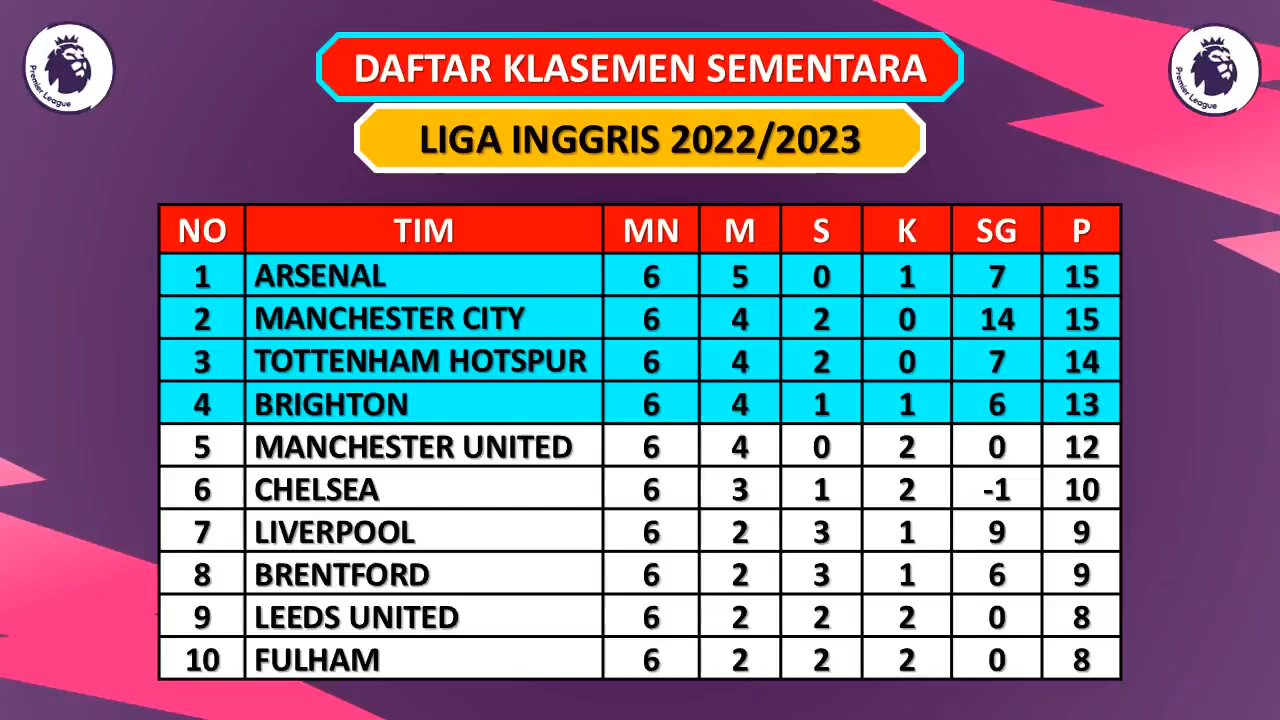 Premier League
Premier League
DAFTAR KLASEMEN SEMENTARA
LIGA INGGRIS 2022/2023
NO TIM MN M S K SG P
1 ARSENAL 6 5 0 1 7 15
2 MANCHESTER CITY 6 4 2 0 14 15
3 TOTTENHAM HOTSPUR 6 4 2 0 7 14
4 BRIGHTON 6 4 1 1 6 13
5 MANCHESTER UNITED 6 4 0 2 0 12
6 CHELSEA 6 3 1 2 -1 10
7 LIVERPOOL 6 2 3 1 9 9
8 BRENTFORD 6 2 3 1 6 9
9 LEEDS UNITED 6 2 2 2 0 8
10 FULHAM 6 2 2 2 0 8